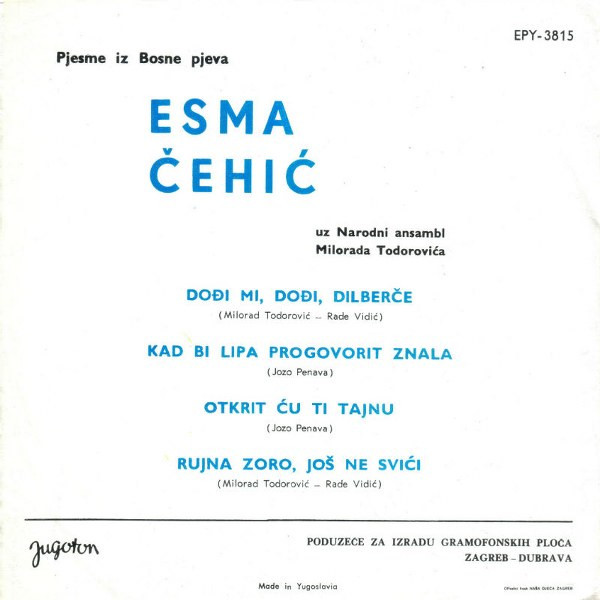 EPY-3815
Pjesme iz Bosne pjeva
ESMA
ČEHIĆ
uz Narodni ansambl
Milorada Todorovića
DOĐI MI, DOĐI, DILBERČE
(Milorad Todorović – Rade Vidić)
KAD BI LIPA PROGOVORIT ZNALA
(Jozo Penava)
OTKRIT ĆU TI TAJNU
(Jozo Penava)
RUJNA ZORO, JOŠ NE SVIĆI
(Milorad Todorović – Rade Vidić)
Jugoton
PODUZEĆE ZA IZRADU GRAMOFONSKIH PLOČA
ZAGREB – DUBRAVA
Made in Yugoslavia